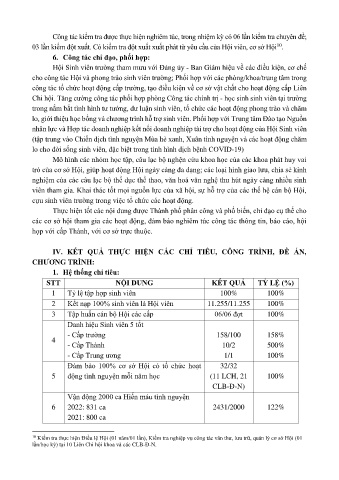 Công tác kiểm tra được thực hiện nghiêm túc, trong nhiệm kỳ có 06 lần kiểm tra chuyên đề;
03 lần kiểm đột xuất. Có kiểm tra đột xuất xuất phát từ yêu cầu của Hội viên, cơ sở Hội¹⁰.
6. Công tác chỉ đạo, phối hợp:
Hội Sinh viên trường tham mưu với Đảng ủy - Ban Giám hiệu về các điều kiện, cơ chế
cho công tác Hội và phong trào sinh viên trường; Phối hợp với các phòng/khoa/trung tâm trong
công tác tổ chức hoạt động cấp trường, tạo điều kiện về cơ sở vật chất cho hoạt động cấp Liên
Chi hội. Tăng cường công tác phối hợp phòng Công tác chính trị - học sinh sinh viên tại trường
trong nắm bắt tình hình tư tưởng, dư luận sinh viên, tổ chức các hoạt động phong trào và chăm
lo, giới thiệu học bổng và chương trình hỗ trợ sinh viên. Phối hợp với Trung tâm Đào tạo Nguồn
nhân lực và Hợp tác doanh nghiệp kết nối doanh nghiệp tài trợ cho hoạt động của Hội Sinh viên
(tập trung vào Chiến dịch tình nguyện Mùa hè xanh, Xuân tình nguyện và các hoạt động chăm
lo cho đời sống sinh viên, đặc biệt trong tình hình dịch bệnh COVID-19)
Mô hình các nhóm học tập, câu lạc bộ nghiên cứu khoa học của các khoa phát huy vai
trò của cơ sở Hội, giúp hoạt động Hội ngày càng đa dạng; các loại hình giao lưu, chia sẻ kinh
nghiệm của các câu lạc bộ thể dục thể thao, văn hoá văn nghệ thu hút ngày càng nhiều sinh
viên tham gia. Khai thác tốt mọi nguồn lực của xã hội, sự hỗ trợ của các thế hệ cán bộ Hội,
cựu sinh viên trường trong việc tổ chức các hoạt động.
Thực hiện tốt các nội dung được Thành phố phân công và phổ biến, chỉ đạo cụ thể cho
các cơ sở hội tham gia các hoạt động, đảm bảo nghiêm túc công tác thông tin, báo cáo, hội
họp với cấp Thành, với cơ sở trực thuộc.
IV. KẾT QUẢ THỰC HIỆN CÁC CHỈ TIÊU, CÔNG TRÌNH, ĐỀ ÁN,
CHƯƠNG TRÌNH:
1. Hệ thống chỉ tiêu:
STT NỘI DUNG KẾT QUẢ TỶ LỆ (%)
1 Tỷ lệ tập hợp sinh viên 100% 100%
2 Kết nạp 100% sinh viên là Hội viên 11.255/11.255 100%
3 Tập huấn cán bộ Hội các cấp 06/06 đợt 100%
Danh hiệu Sinh viên 5 tốt
- Cấp trường 158/100 158%
4 - Cấp Thành 10/2 500%
- Cấp Trung ương 1/1 100%
Đảm bảo 100% cơ sở Hội có tổ chức hoạt 32/32
5 động tình nguyện mỗi năm học (11 LCH, 21 100%
CLB-Đ-N)
Vận động 2000 ca Hiến máu tình nguyện
6 2022: 831 ca 2431/2000 122%
2021: 800 ca
¹⁰ Kiểm tra thực hiện Điều lệ Hội (01 năm/01 lần), Kiểm tra nghiệp vụ công tác văn thư, lưu trữ, quản lý cơ sở Hội (01
lần/học kỳ) tại 10 Liên Chi hội khoa và các CLB-Đ-N.